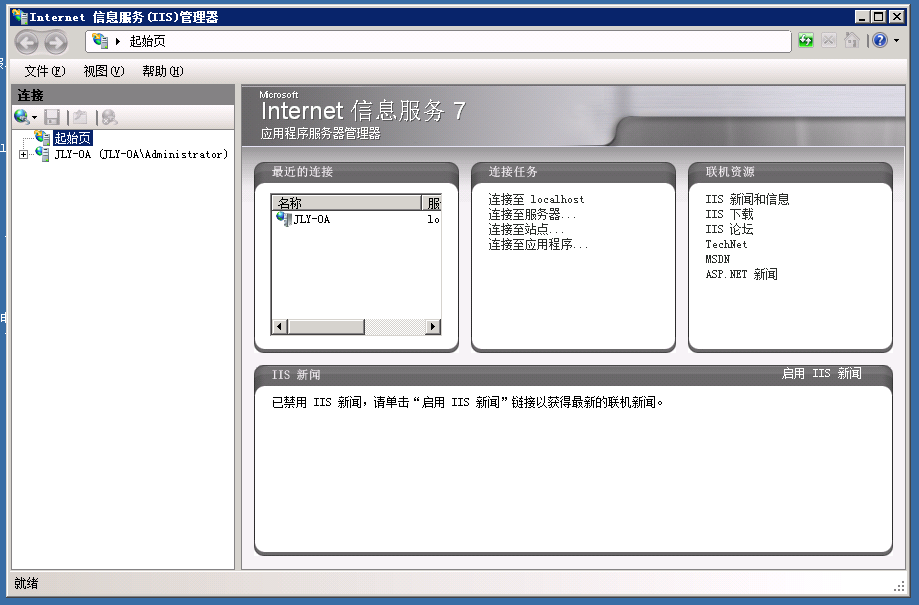 Internet 信息服务(IIS)管理器
起始页
文件(F) 视图(V) 帮助(H)
连接
起始页
JLY-OA (JLY-OA\Administrator)
Microsoft
Internet 信息服务 7
应用程序服务器管理器
最近的连接
名称 服
JLY-OA lo
连接任务
连接至 localhost
连接至服务器...
连接至站点...
连接至应用程序...
联机资源
IIS 新闻和信息
IIS 下载
IIS 论坛
TechNet
MSDN
ASP.NET 新闻
IIS 新闻 启用 IIS 新闻
已禁用 IIS 新闻，请单击“启用 IIS 新闻”链接以获得最新的联机新闻。
就绪